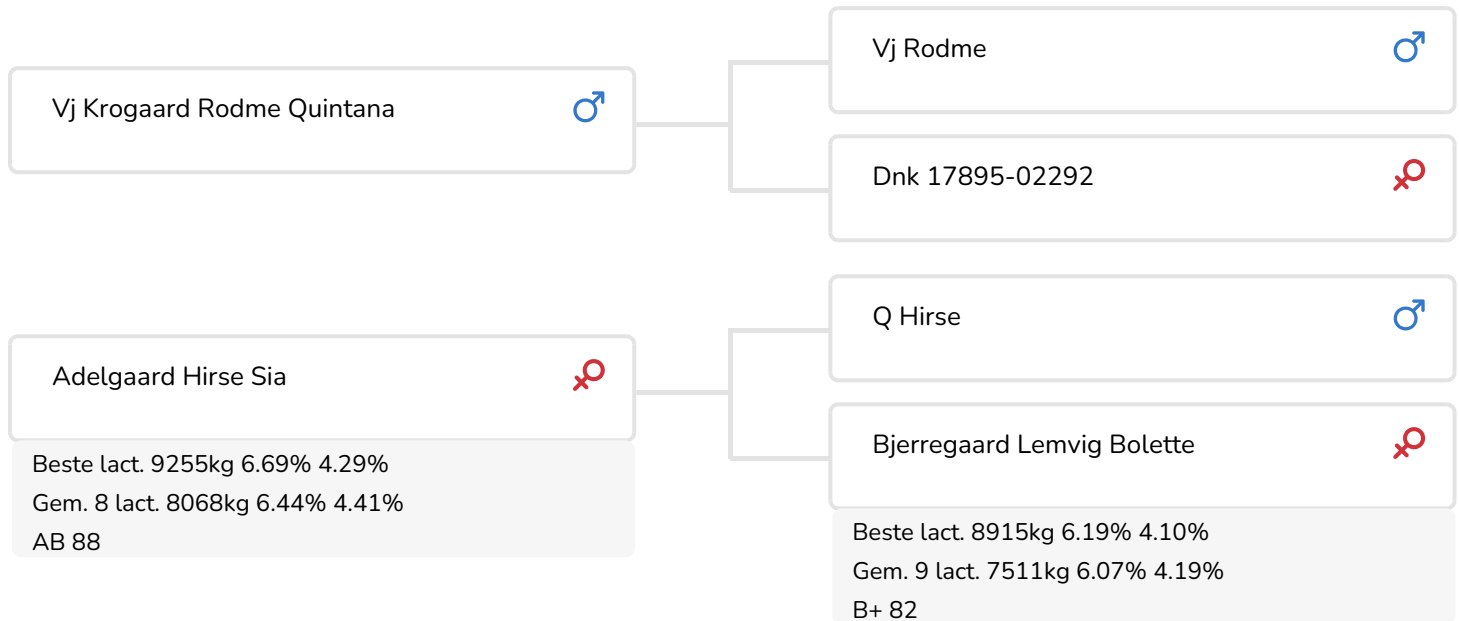 Vj Krogaard Rodme Quintana
Vj Rodme
Dnk 17895-02292
Adelgaard Hirse Sia
Beste lact. 9255kg 6.69% 4.29%
Gem. 8 lact. 8068kg 6.44% 4.41%
AB 88
Q Hirse
Bjerregaard Lemvig Bolette
Beste lact. 8915kg 6.19% 4.10%
Gem. 9 lact. 7511kg 6.07% 4.19%
B+ 82